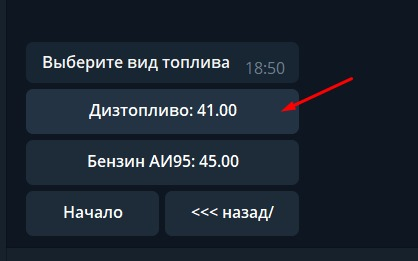 Выберите вид топлива
18:50
Дизтопливо: 41.00
Бензин АИ95: 45.00
Начало
<<< назад/